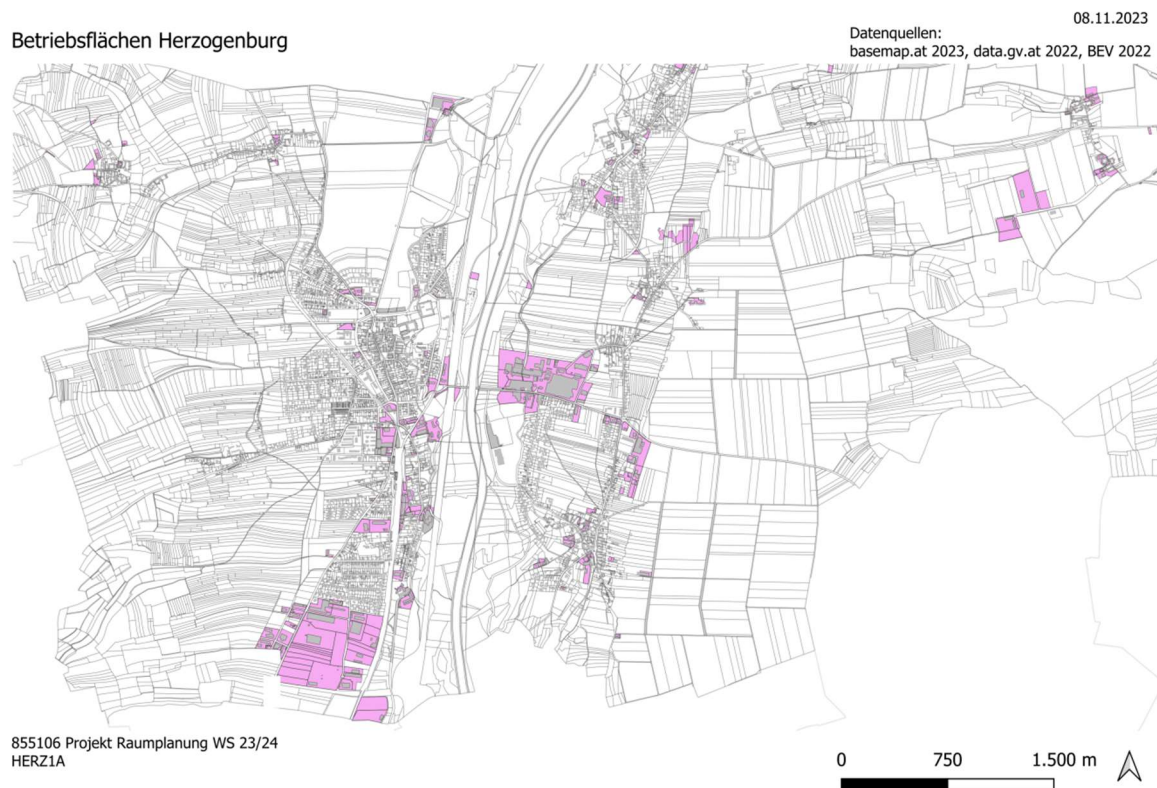 08.11.2023
Betriebsflächen Herzogenburg
Datenquellen:
basemap.at 2023, data.gv.at 2022, BEV 2022
855106 Projekt Raumplanung WS 23/24
HERZ1A
0 750 1.500 m